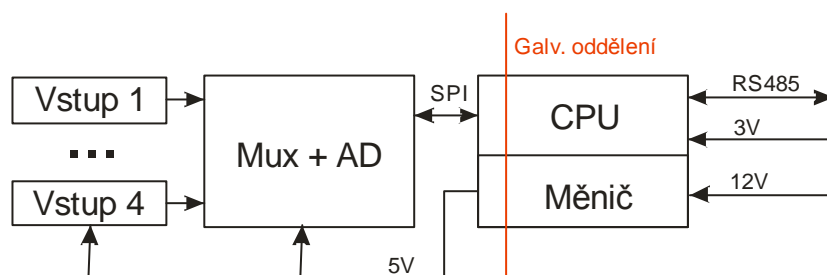 Galv. oddělení
Vstup 1
SPI
RS485
CPU
3V
Mux + AD
Vstup 4
Měnič
12V
5V